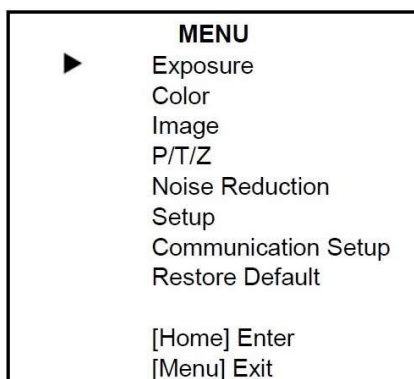 MENU
Exposure
Color
Image
P/T/Z
Noise Reduction
Setup
Communication Setup
Restore Default
[Home] Enter
[Menu] Exit